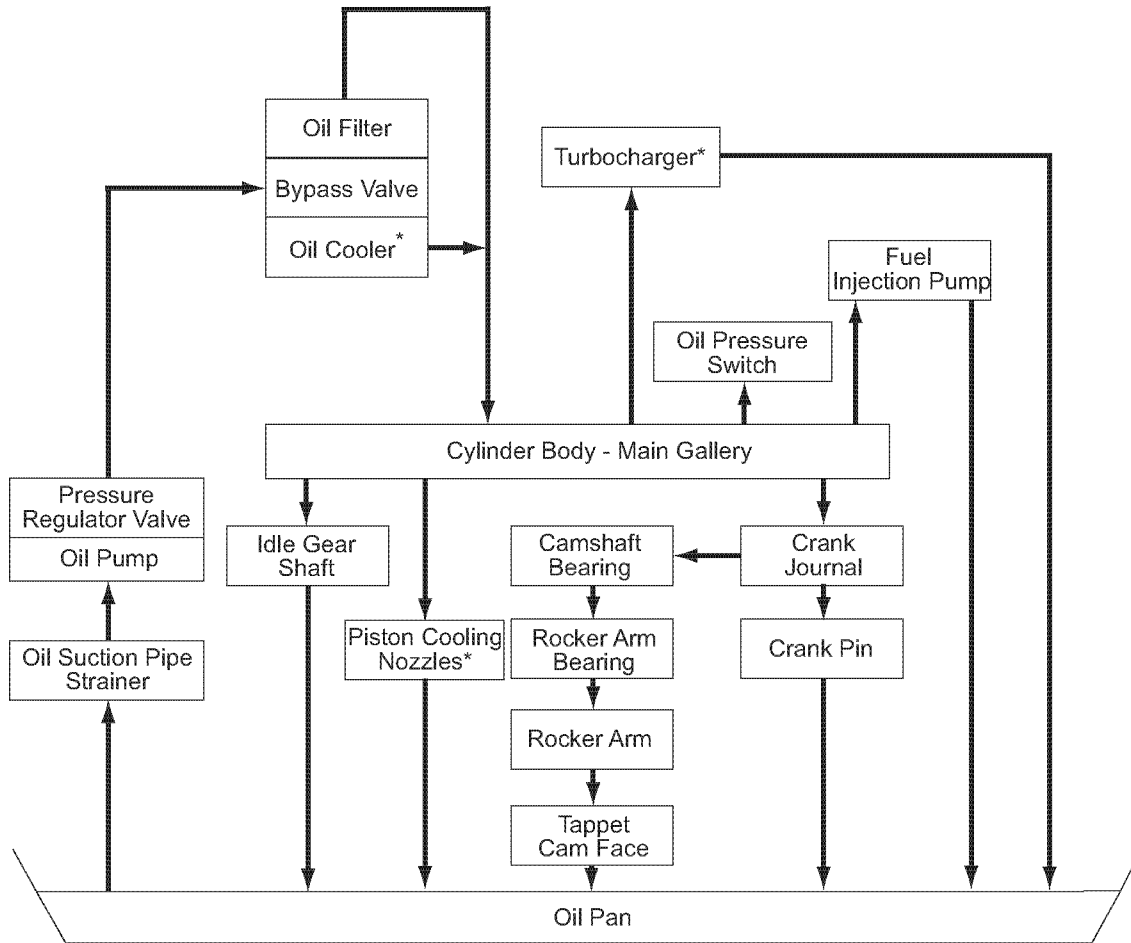 Oil Filter
Bypass Valve
Oil Cooler*
Turbocharger*
Fuel
Injection Pump
Oil Pressure
Switch
Cylinder Body - Main Gallery
Pressure
Regulator Valve
Oil Pump
Idle Gear
Shaft
Camshaft
Bearing
Crank
Journal
Oil Suction Pipe
Strainer
Piston Cooling
Nozzles*
Rocker Arm
Bearing
Crank Pin
Rocker Arm
Tappet
Cam Face
Oil Pan